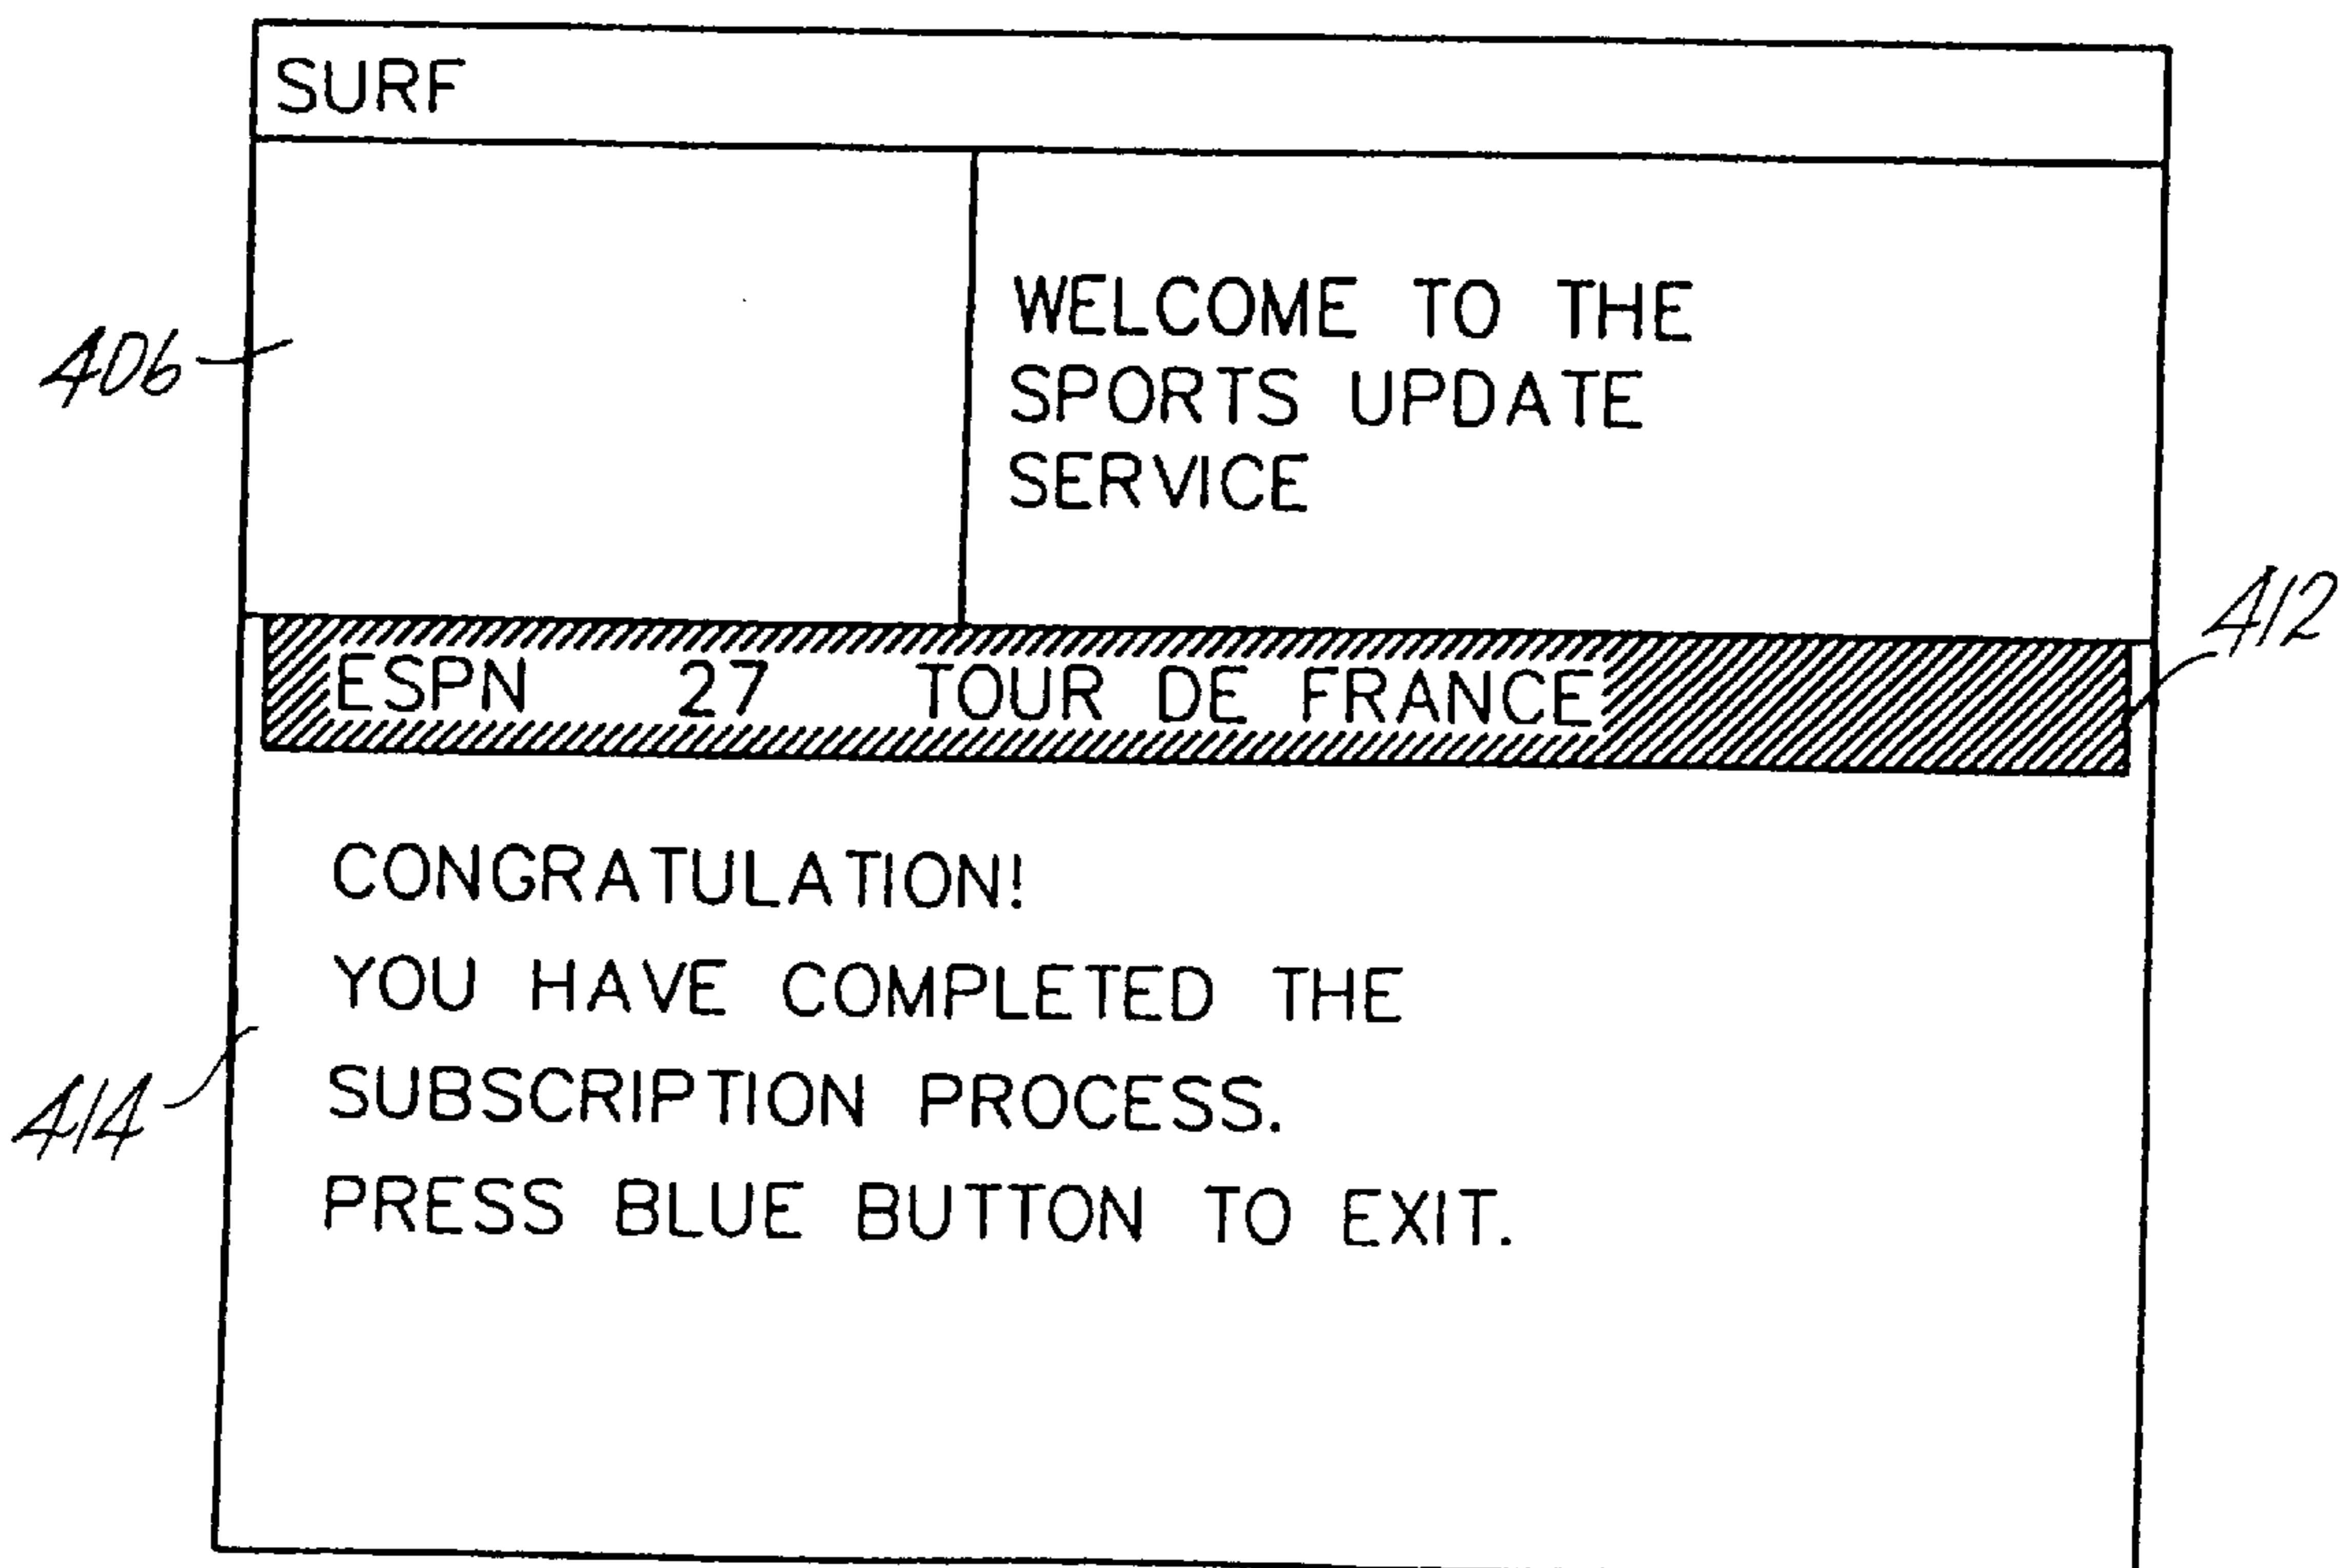 SURF
406
WELCOME TO THE
SPORTS UPDATE
SERVICE
412
ESPN 27 TOUR DE FRANCE
CONGRATULATION!
YOU HAVE COMPLETED THE
414
SUBSCRIPTION PROCESS.
PRESS BLUE BUTTON TO EXIT.